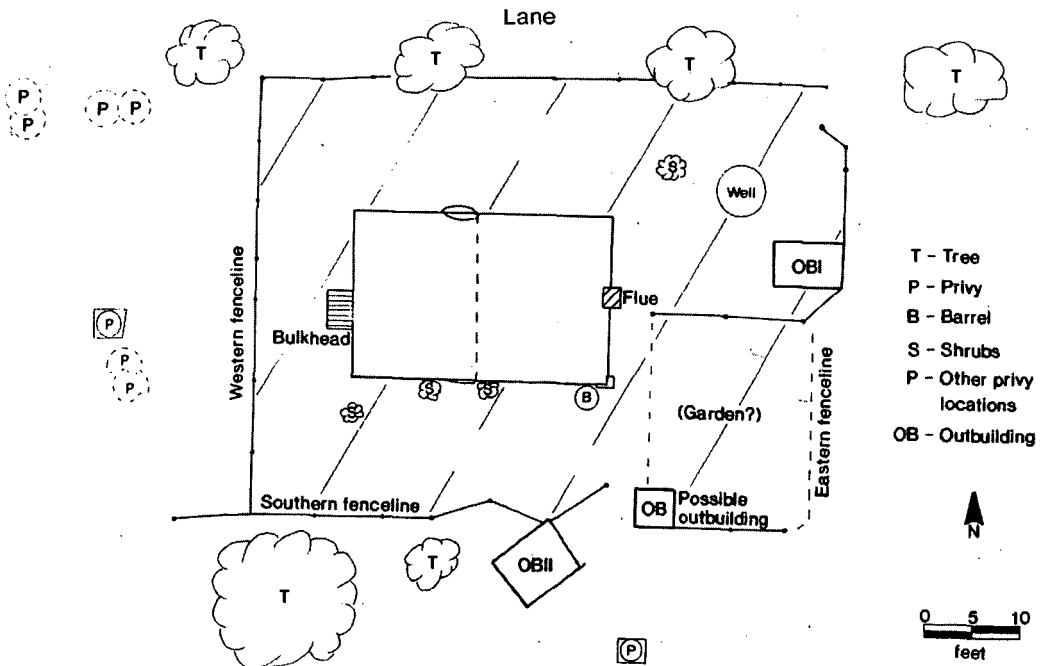 Lane
T
T
T
T
P
P
P P
S
Well
OBI
Western fenceline
Flue
Bulkhead
P
P
P
S
S
S
B
(Garden?)
Eastern fenceline
Southern fenceline
OB
Possible
outbuilding
T
T
OBII
P
T - Tree
P - Privy
B - Barrel
S - Shrubs
P - Other privy
locations
OB - Outbuilding
N
0 5 10
feet